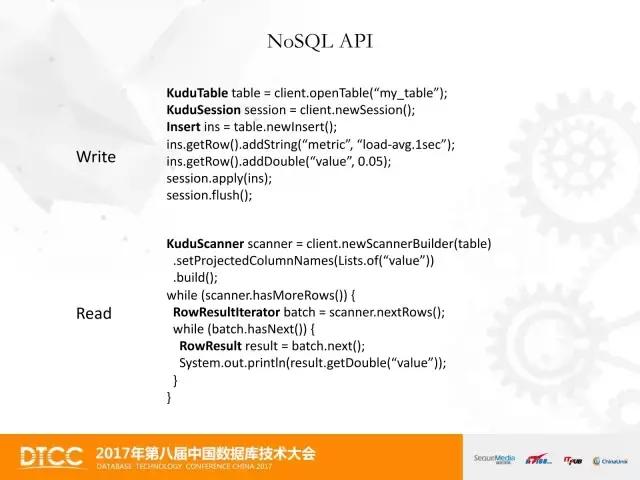 NoSQL API
KuduTable table = client.openTable(“my_table”);
KuduSession session = client.newSession();
Insert ins = table.newInsert();
ins.getRow().addString(“metric”, “load-avg.1sec”);
Write
ins.getRow().addDouble(“value”, 0.05);
session.apply(ins);
session.flush();
KuduScanner scanner = client.newScannerBuilder(table)
.setProjectedColumnNames(Lists.of(“value”))
.build();
while (scanner.hasMoreRows()) {
Read
RowResultIterator batch = scanner.nextRows();
while (batch.hasNext()) {
RowResult result = batch.next();
System.out.println(result.getDouble(“value”));
}
}
DTCC
2017年第八届中国数据库技术大会
DATABASE TECHNOLOGY CONFERENCE CHINA 2017
SequeMedia
ITPUB
ChinaUnix